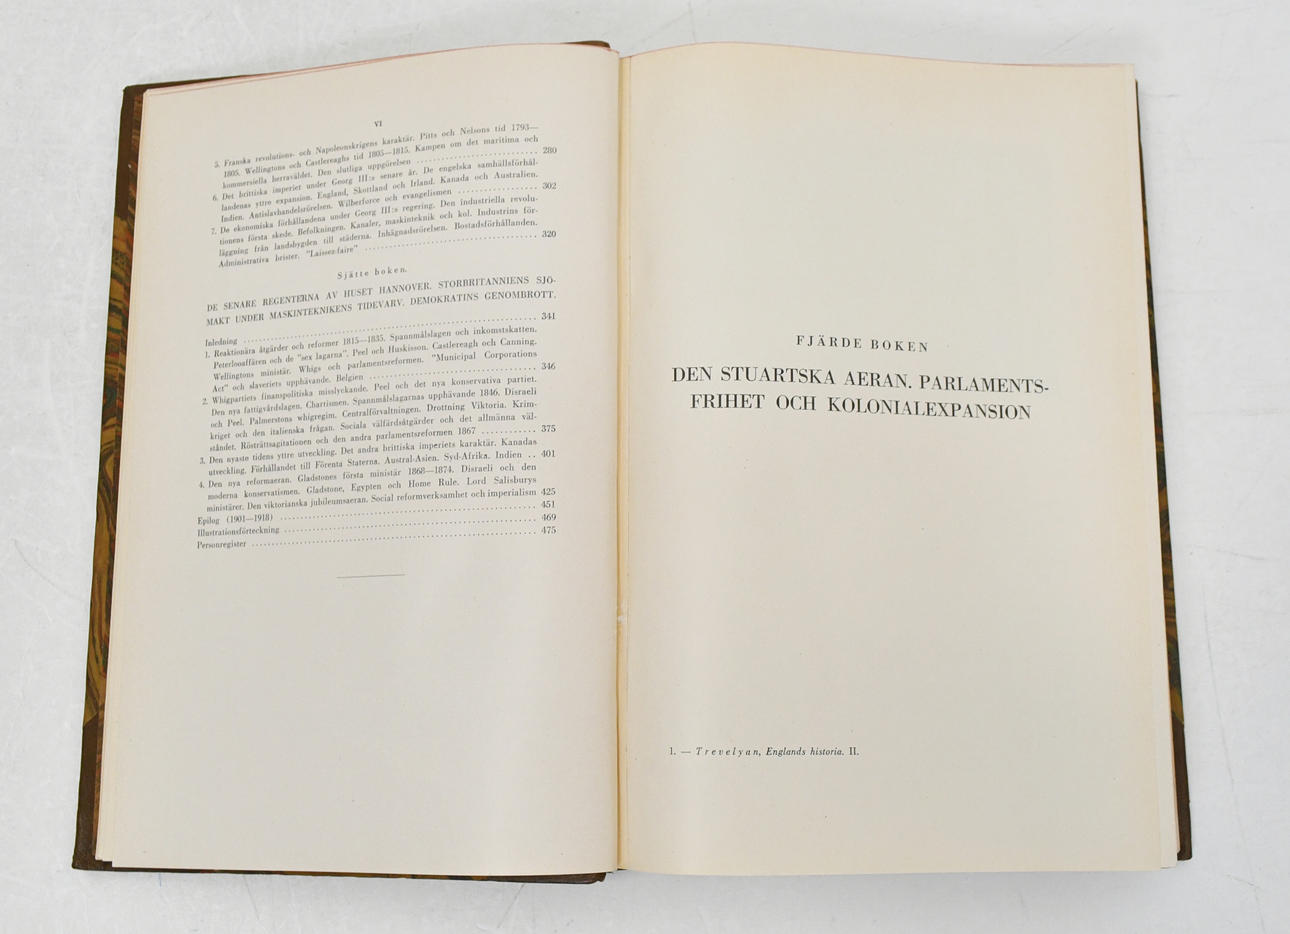 VI
5. Franska revolutions- och Napoleonskrigens karaktär. Pitts och Nelsons tid 1793—
1805. Wellingtons och Castlereaghs tid 1805—1815. Kampen om det maritima och
kommersiella herraväldet. Den slutliga uppgörelsen ........................ 280
6. Det brittiska imperiet under Georg III:s senare år. De engelska samhällsförhål-
landenas yttre expansion. England, Skottland och Irland. Kanada och Australien.
Indien. Antislavhandelsrörelsen. Wilberforce och evangelismen ................ 302
7. De ekonomiska förhållandena under Georg III:s regering. Den industriella revolu-
tionens första skede. Befolkningen. Kanaler, maskinteknik och kol. Industrins för-
läggning från landsbygden till städerna. Inhägnadsrörelsen. Bostadsförhållanden.
Administrativa brister. "Laissez-faire" ........................ 320
Sjätte boken.
DE SENARE REGENTERNA AV HUSET HANNOVER. STORBRITANNIENS SJÖ-
MAKT UNDER MASKINTEKNIKENS TIDEVARV. DEMOKRATINS GENOMBROTT.
Inledning ........................ 341
1. Reaktionära åtgärder och reformer 1815—1835. Spannmålslagen och inkomstskatten.
Peterlooaffären och de "sex lagarna". Peel och Huskisson. Castlereagh och Canning.
Wellingtons ministär. Whigs och parlamentsreformen. "Municipal Corporations
Act" och slaveriets upphävande. Belgien ........................ 346
2. Whigpartiets finanspolitiska misslyckande. Peel och det nya konservativa partiet.
Den nya fattigvårdslagen. Chartismen. Spannmålslagarnas upphävande 1846. Disraeli
och Peel. Palmerstons whigregim. Centralförvaltningen. Drottning Viktoria. Krim-
kriget och den italienska frågan. Sociala välfärdsåtgärder och det allmänna väl-
ståndet. Rösträttsagitationen och den andra parlamentsreformen 1867 ............ 375
3. Den nyaste tidens yttre utveckling. Det andra brittiska imperiets karaktär. Kanadas
utveckling. Förhållandet till Förenta Staterna. Austral-Asien. Syd-Afrika. Indien .. 401
4. Den nya reformaeran. Gladstones första ministär 1868—1874. Disraeli och den
moderna konservatismen. Gladstone, Egypten och Home Rule. Lord Salisburys
ministärer. Den viktorianska jubileumsaeran. Social reformverksamhet och imperialism 425
Epilog (1901—1918) ........................ 451
Illustrationsförteckning ........................ 469
Personregister ........................ 475
FJÄRDE BOKEN
DEN STUARTSKA AERAN. PARLAMENTS-
FRIHET OCH KOLONIALEXPANSION
1. — Trevelyan, Englands historia. II.